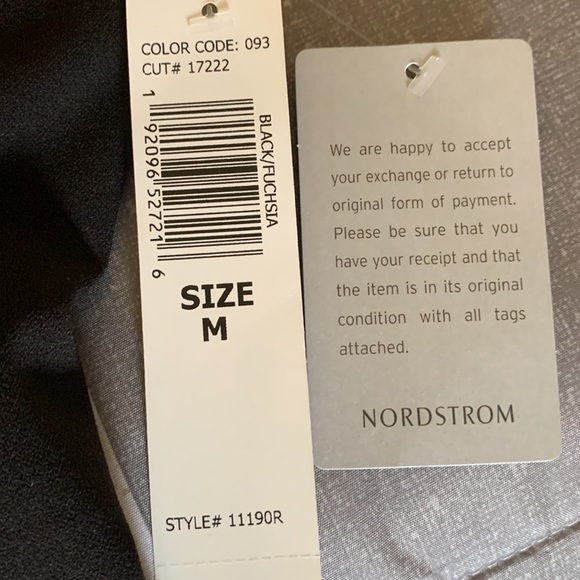 COLOR CODE: 093
CUT# 17222
BLACK/FUCHSIA
1 92096 52721 6
SIZE
M
STYLE# 11190R
We are happy to accept
your exchange or return to
original form of payment.
Please be sure that you
have your receipt and that
the item is in its original
condition with all tags
attached.
NORDSTROM